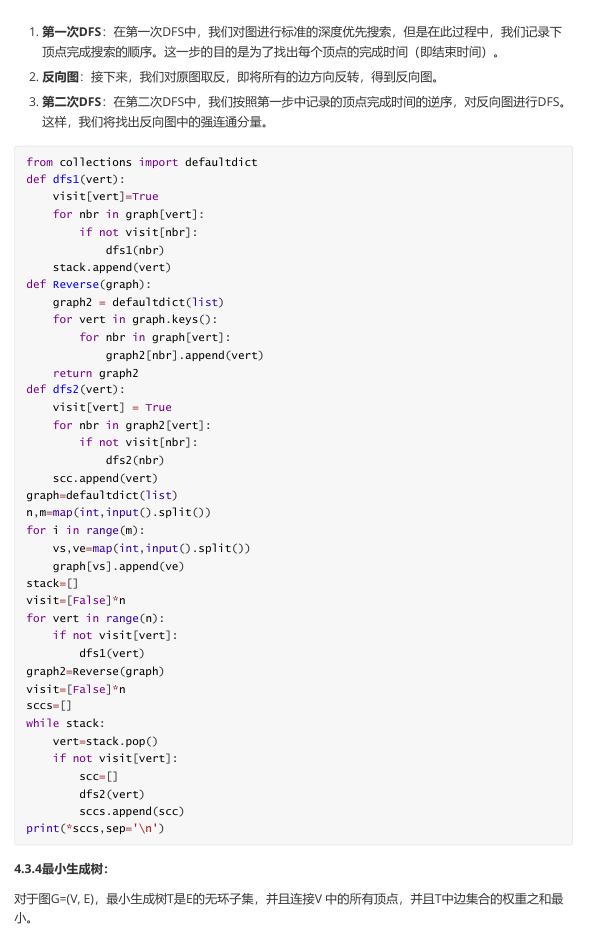 1. 第一次DFS：在第一次DFS中，我们对图进行标准的深度优先搜索，但是在此过程中，我们记录下
顶点完成搜索的顺序。这一步的目的是为了找出每个顶点的完成时间（即结束时间）。
2. 反向图：接下来，我们对原图取反，即将所有的边方向反转，得到反向图。
3. 第二次DFS：在第二次DFS中，我们按照第一步中记录的顶点完成时间的逆序，对反向图进行DFS。
这样，我们将找出反向图中的强连通分量。
from collections import defaultdict
def dfs1(vert):
    visit[vert]=True
    for nbr in graph[vert]:
        if not visit[nbr]:
            dfs1(nbr)
    stack.append(vert)
def Reverse(graph):
    graph2 = defaultdict(list)
    for vert in graph.keys():
        for nbr in graph[vert]:
            graph2[nbr].append(vert)
    return graph2
def dfs2(vert):
    visit[vert] = True
    for nbr in graph2[vert]:
        if not visit[nbr]:
            dfs2(nbr)
    scc.append(vert)
graph=defaultdict(list)
n,m=map(int,input().split())
for i in range(m):
    vs,ve=map(int,input().split())
    graph[vs].append(ve)
stack=[]
visit=[False]*n
for vert in range(n):
    if not visit[vert]:
        dfs1(vert)
graph2=Reverse(graph)
visit=[False]*n
sccs=[]
while stack:
    vert=stack.pop()
    if not visit[vert]:
        scc=[]
        dfs2(vert)
        sccs.append(scc)
print(*sccs,sep='\n')
4.3.4最小生成树：
对于图G=(V, E)，最小生成树T是E的无环子集，并且连接V 中的所有顶点，并且T中边集合的权重之和最
小。